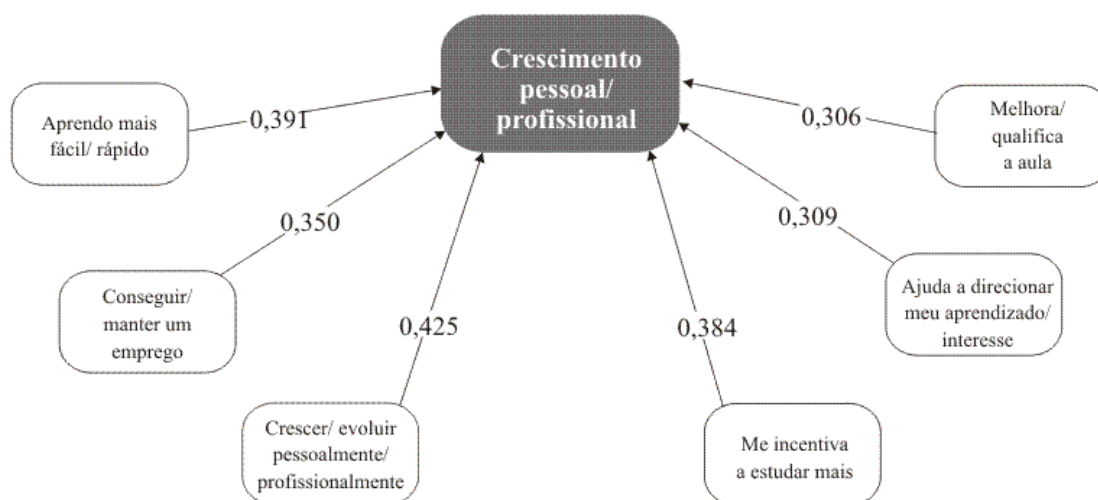 Crescimento
pessoal/
profissional
Aprendo mais
fácil/ rápido
0,391
0,306
Melhora/
qualifica
a aula
0,350
0,309
Conseguir/
manter um
emprego
Ajuda a direcionar
meu aprendizado/
interesse
0,425
0,384
Crescer/ evoluir
pessoalmente/
profissionalmente
Me incentiva
a estudar mais